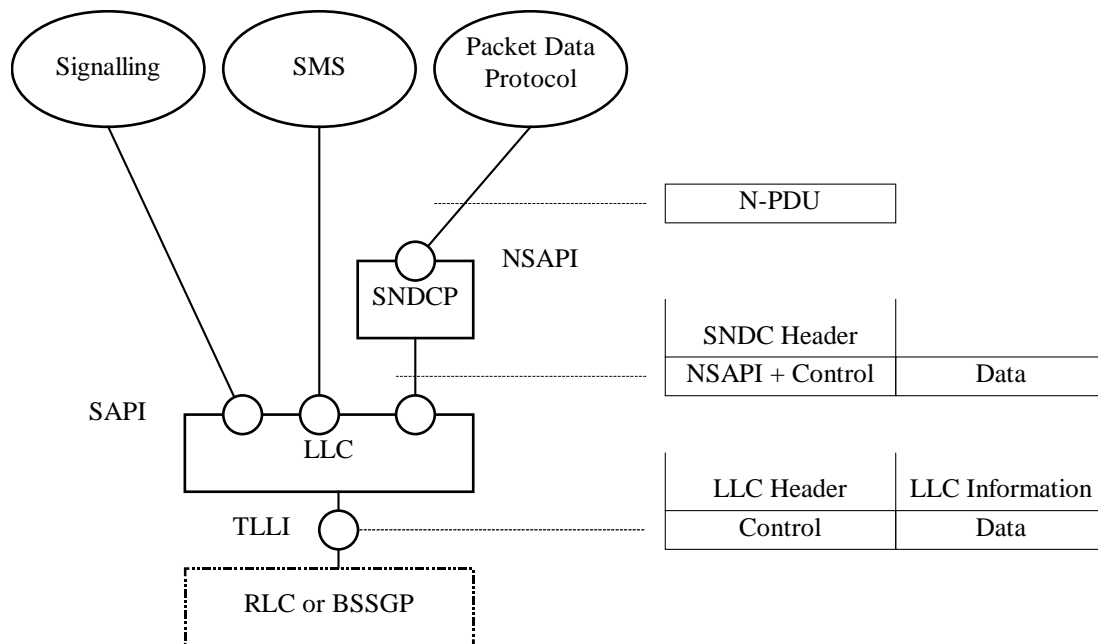 Signalling
SMS
Packet Data
Protocol
N-PDU
NSAPI
SNDCP
SNDC Header
NSAPI + Control
Data
SAPI
LLC
LLC Header
LLC Information
TLLI
Control
Data
RLC or BSSGP